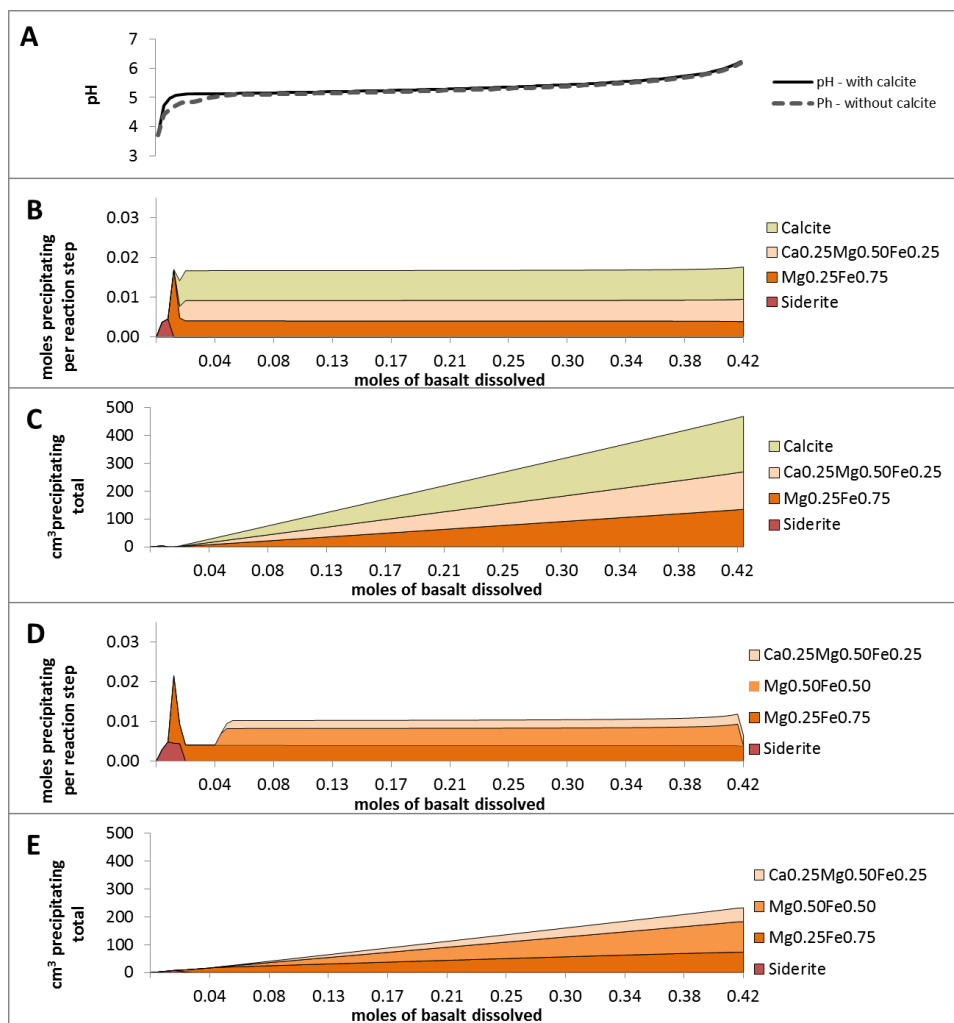 A
7
6
5
4
3
pH
pH - with calcite
Ph - without calcite
B
0.03
0.02
0.01
0.00
moles precipitating
per reaction step
Calcite
Ca0.25Mg0.50Fe0.25
Mg0.25Fe0.75
Siderite
0.04 0.08 0.13 0.17 0.21 0.25 0.30 0.34 0.38 0.42
moles of basalt dissolved
C
500
400
300
200
100
0
cm3precipitating
total
Calcite
Ca0.25Mg0.50Fe0.25
Mg0.25Fe0.75
Siderite
0.04 0.08 0.13 0.17 0.21 0.25 0.30 0.34 0.38 0.42
moles of basalt dissolved
D
0.03
0.02
0.01
0.00
moles precipitating
per reaction step
Ca0.25Mg0.50Fe0.25
Mg0.50Fe0.50
Mg0.25Fe0.75
Siderite
0.04 0.08 0.13 0.17 0.21 0.25 0.30 0.34 0.38 0.42
moles of basalt dissolved
E
500
400
300
200
100
0
cm3 precipitating
total
Ca0.25Mg0.50Fe0.25
Mg0.50Fe0.50
Mg0.25Fe0.75
Siderite
0.04 0.08 0.13 0.17 0.21 0.25 0.30 0.34 0.38 0.42
moles of basalt dissolved